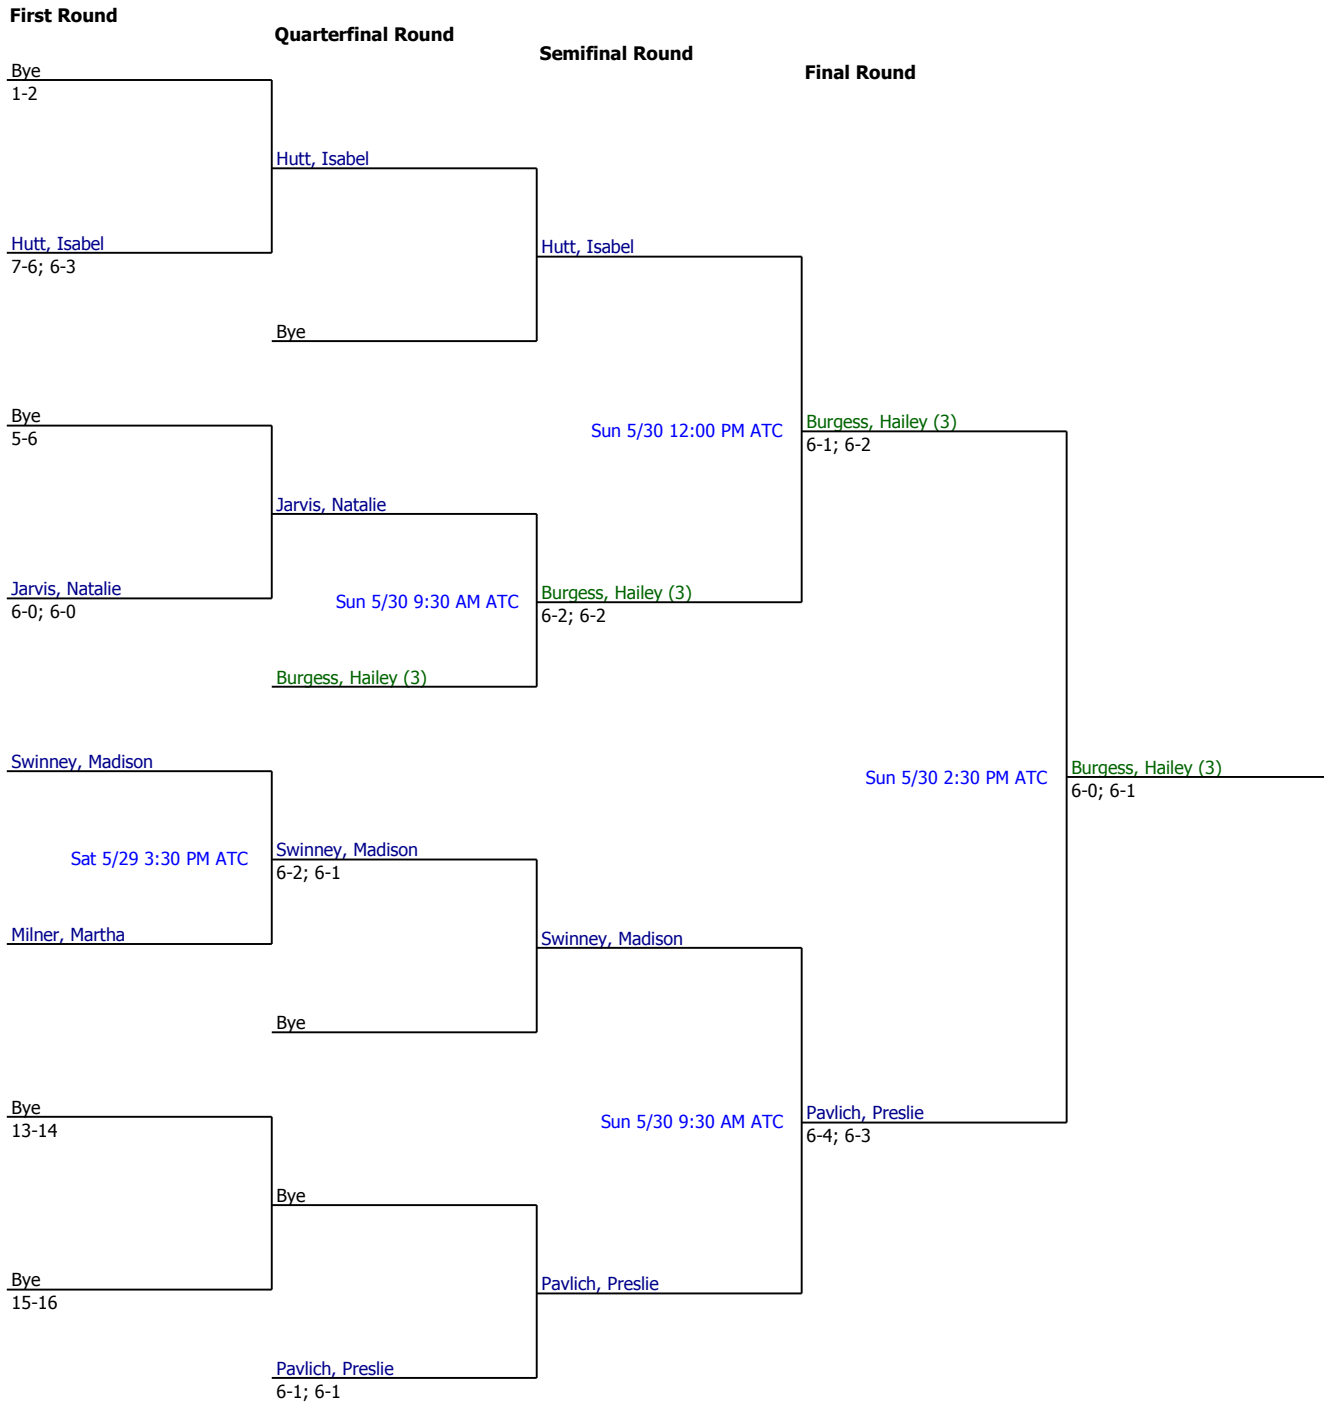 First Round
Quarterfinal Round
Semifinal Round
Final Round
Bye
1-2
Hutt, Isabel
Hutt, Isabel
7-6; 6-3
Hutt, Isabel
Bye
Bye
5-6
Sun 5/30 12:00 PM ATC
Burgess, Hailey (3)
6-1; 6-2
Jarvis, Natalie
Jarvis, Natalie
6-0; 6-0
Sun 5/30 9:30 AM ATC
Burgess, Hailey (3)
6-2; 6-2
Burgess, Hailey (3)
Swinney, Madison
Sun 5/30 2:30 PM ATC
Burgess, Hailey (3)
6-0; 6-1
Sat 5/29 3:30 PM ATC
Swinney, Madison
6-2; 6-1
Milner, Martha
Swinney, Madison
Bye
Bye
13-14
Sun 5/30 9:30 AM ATC
Pavlich, Preslie
6-4; 6-3
Bye
Bye
15-16
Pavlich, Preslie
Pavlich, Preslie
6-1; 6-1